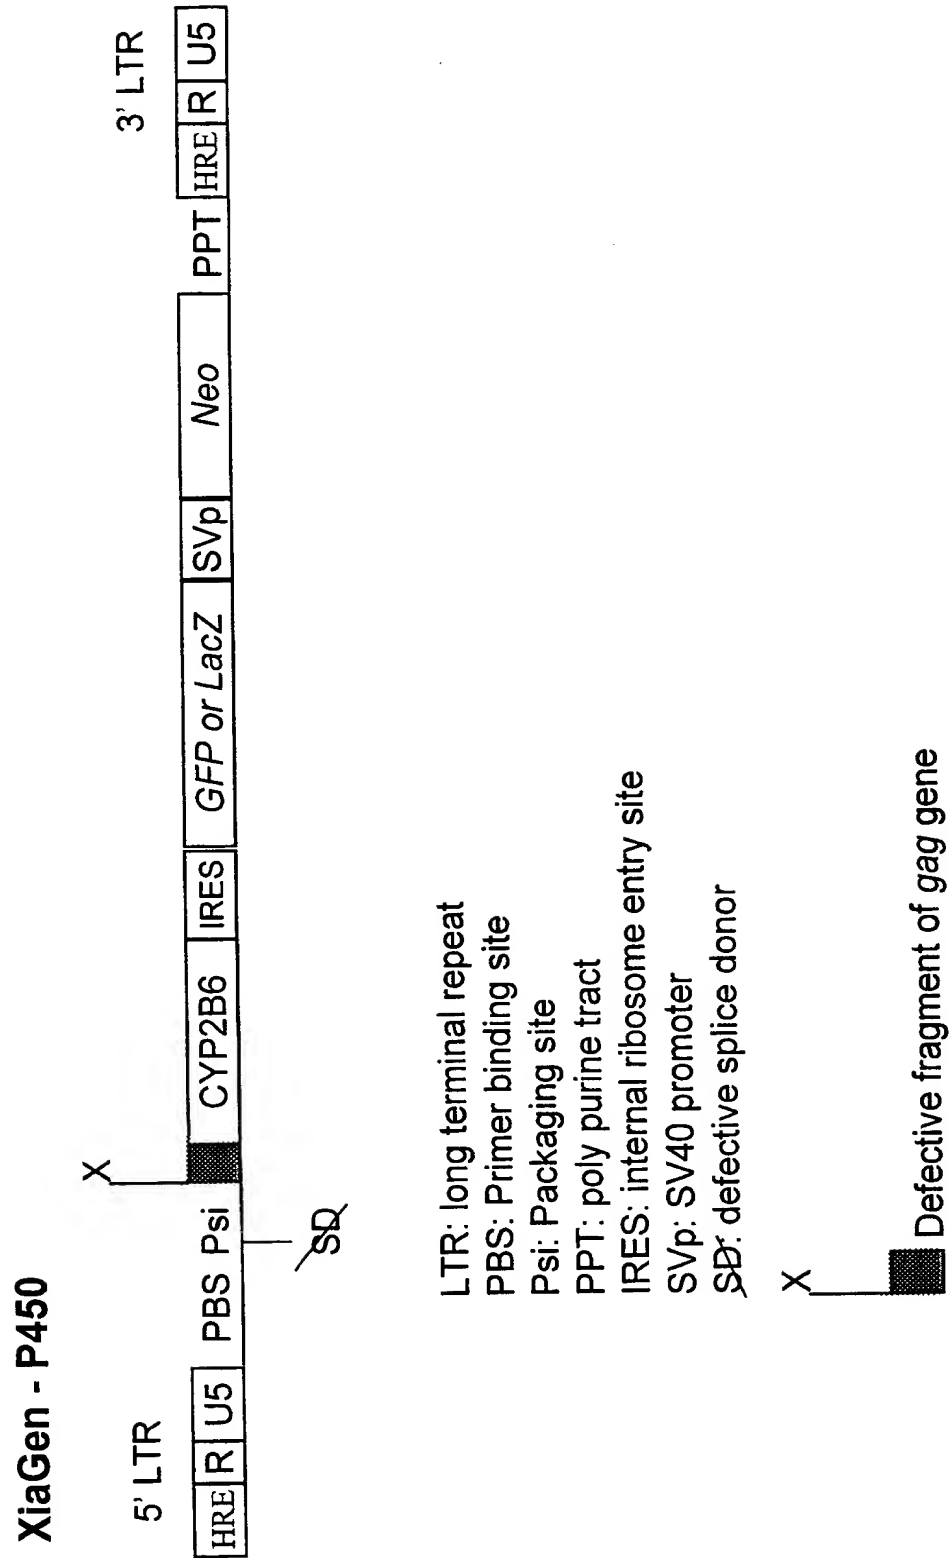 XiaGen - P450
5' LTR
3' LTR
HRE R U5 PBS Psi CYP2B6 IRES GFP or LacZ SVp Neo PPT HRE R U5
X
SD
LTR: long terminal repeat
PBS: Primer binding site
Psi: Packaging site
PPT: poly purine tract
IRES: internal ribosome entry site
SVp: SV40 promoter
SD: defective splice donor
X
Defective fragment of gag gene